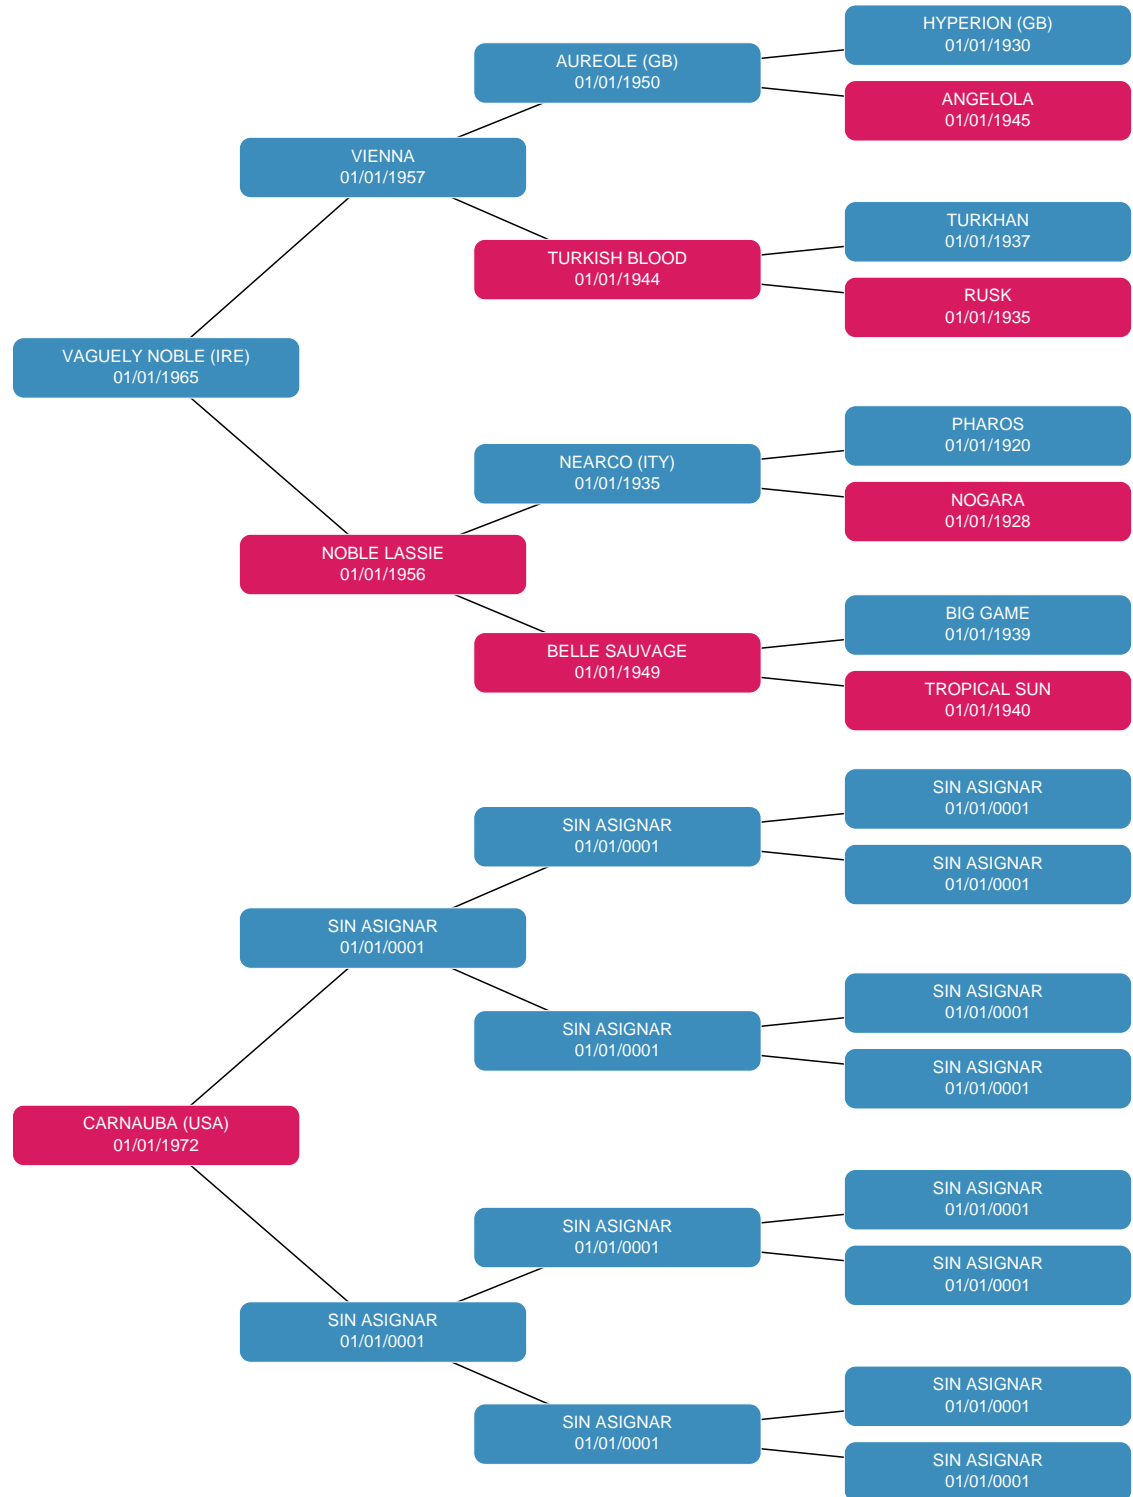 HYPERION (GB)
01/01/1930
AUREOLE (GB)
01/01/1950
ANGELOLA
01/01/1945
VIENNA
01/01/1957
TURKHAN
01/01/1937
TURKISH BLOOD
01/01/1944
RUSK
01/01/1935
VAGUELY NOBLE (IRE)
01/01/1965
PHAROS
01/01/1920
NEARCO (ITY)
01/01/1935
NOGARA
01/01/1928
NOBLE LASSIE
01/01/1956
BIG GAME
01/01/1939
BELLE SAUVAGE
01/01/1949
TROPICAL SUN
01/01/1940
SIN ASIGNAR
01/01/0001
SIN ASIGNAR
01/01/0001
SIN ASIGNAR
01/01/0001
SIN ASIGNAR
01/01/0001
SIN ASIGNAR
01/01/0001
SIN ASIGNAR
01/01/0001
SIN ASIGNAR
01/01/0001
CARNAUBA (USA)
01/01/1972
SIN ASIGNAR
01/01/0001
SIN ASIGNAR
01/01/0001
SIN ASIGNAR
01/01/0001
SIN ASIGNAR
01/01/0001
SIN ASIGNAR
01/01/0001
SIN ASIGNAR
01/01/0001
SIN ASIGNAR
01/01/0001